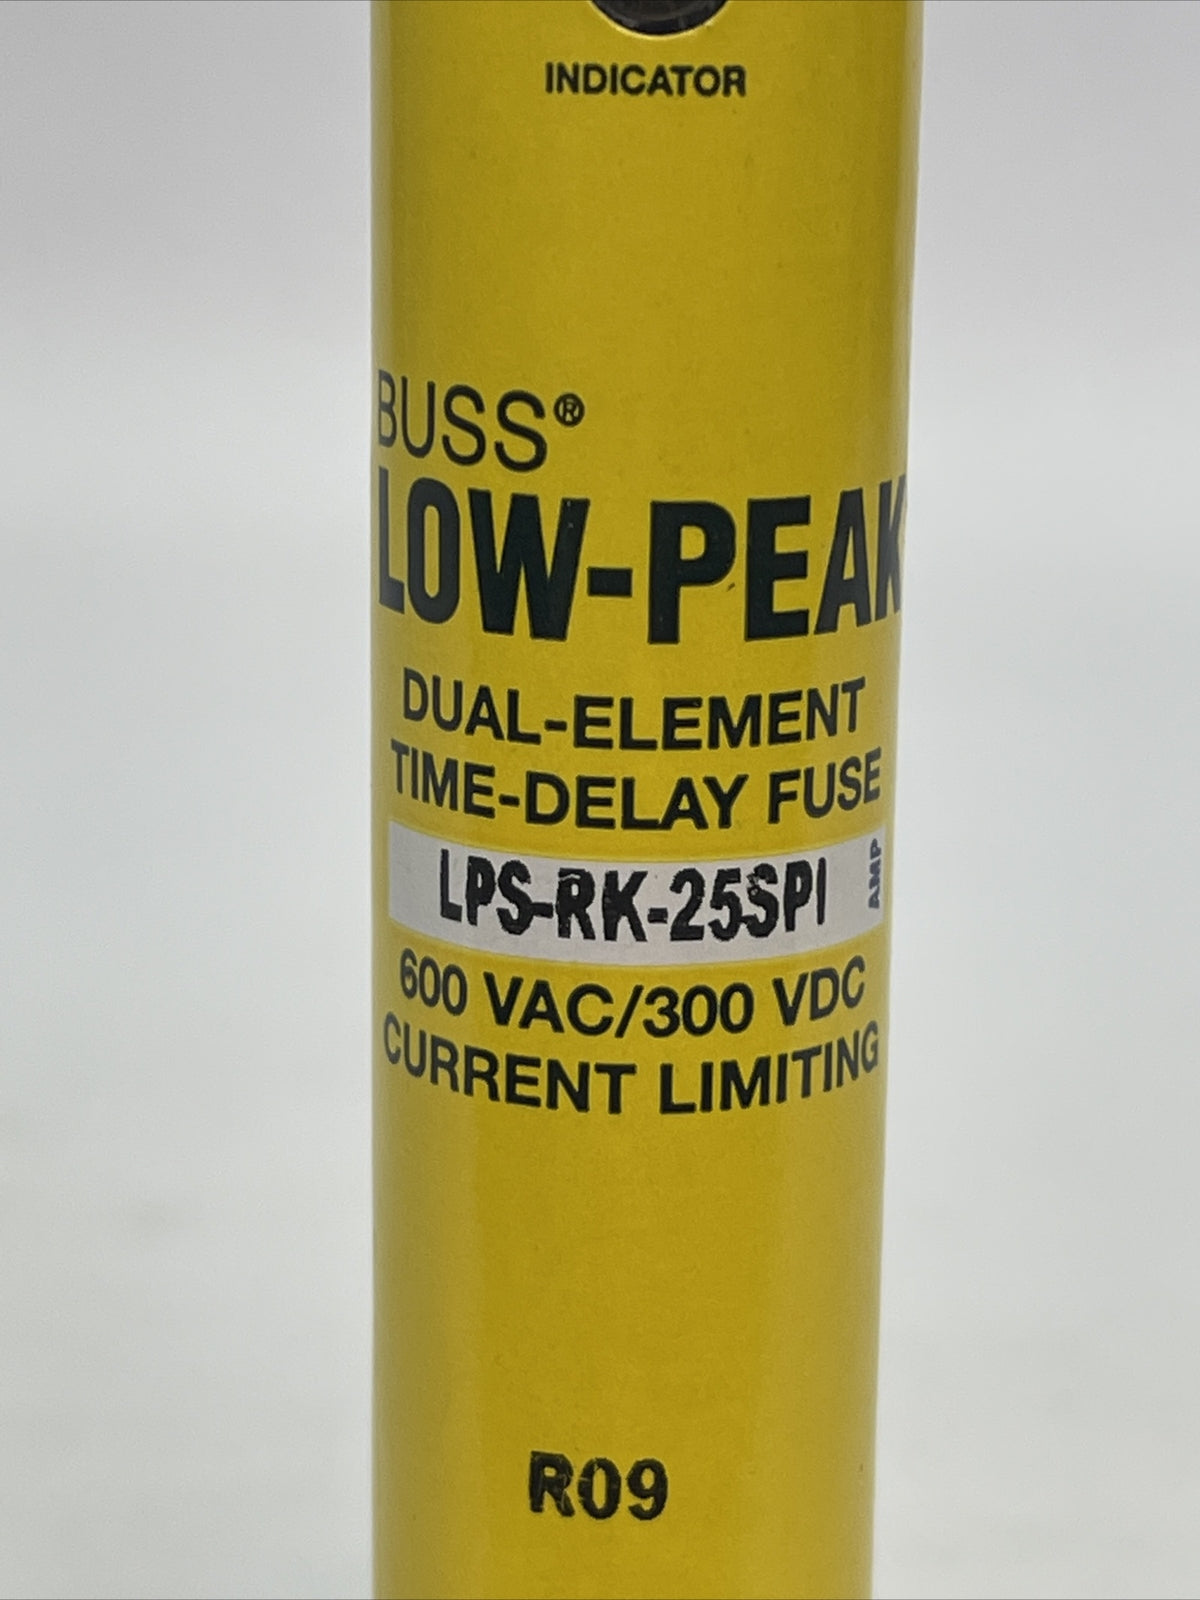 INDICATOR
BUSS®
LOW-PEAK
DUAL-ELEMENT
TIME-DELAY FUSE
LPS-RK-25SPI AMP
600 VAC/300 VDC
CURRENT LIMITING
R09